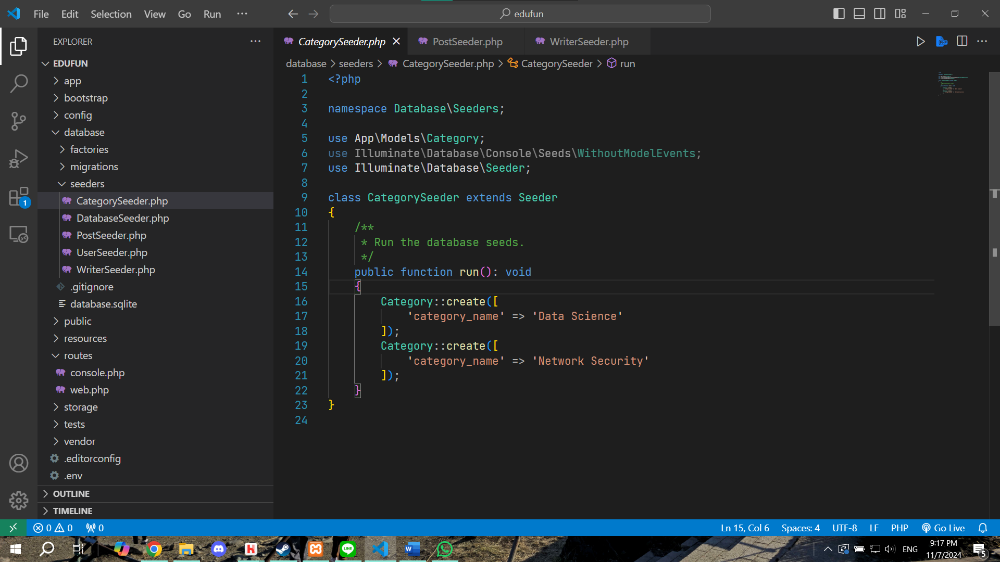 File Edit Selection View Go Run ···
edufun
EXPLORER ···
EDUFUN
app
bootstrap
config
database
factories
migrations
seeders
CategorySeeder.php
DatabaseSeeder.php
PostSeeder.php
UserSeeder.php
WriterSeeder.php
.gitignore
database.sqlite
public
resources
routes
console.php
web.php
storage
tests
vendor
.editorconfig
.env
OUTLINE
TIMELINE
1
CategorySeeder.php PostSeeder.php WriterSeeder.php
database > seeders > CategorySeeder.php > CategorySeeder > run
1 <?php
2
3 namespace Database\Seeders;
4
5 use App\Models\Category;
6 use Illuminate\Database\Console\Seeds\WithoutModelEvents;
7 use Illuminate\Database\Seeder;
8
9 class CategorySeeder extends Seeder
10 {
11     /**
12      * Run the database seeds.
13      */
14     public function run(): void
15     {
16         Category::create([
17             'category_name' => 'Data Science'
18         ]);
19         Category::create([
20             'category_name' => 'Network Security'
21         ]);
22     }
23 }
24
0 0 0
Ln 15, Col 6 Spaces: 4 UTF-8 LF PHP Go Live
LINE
ENG
9:17 PM
11/7/2024
5